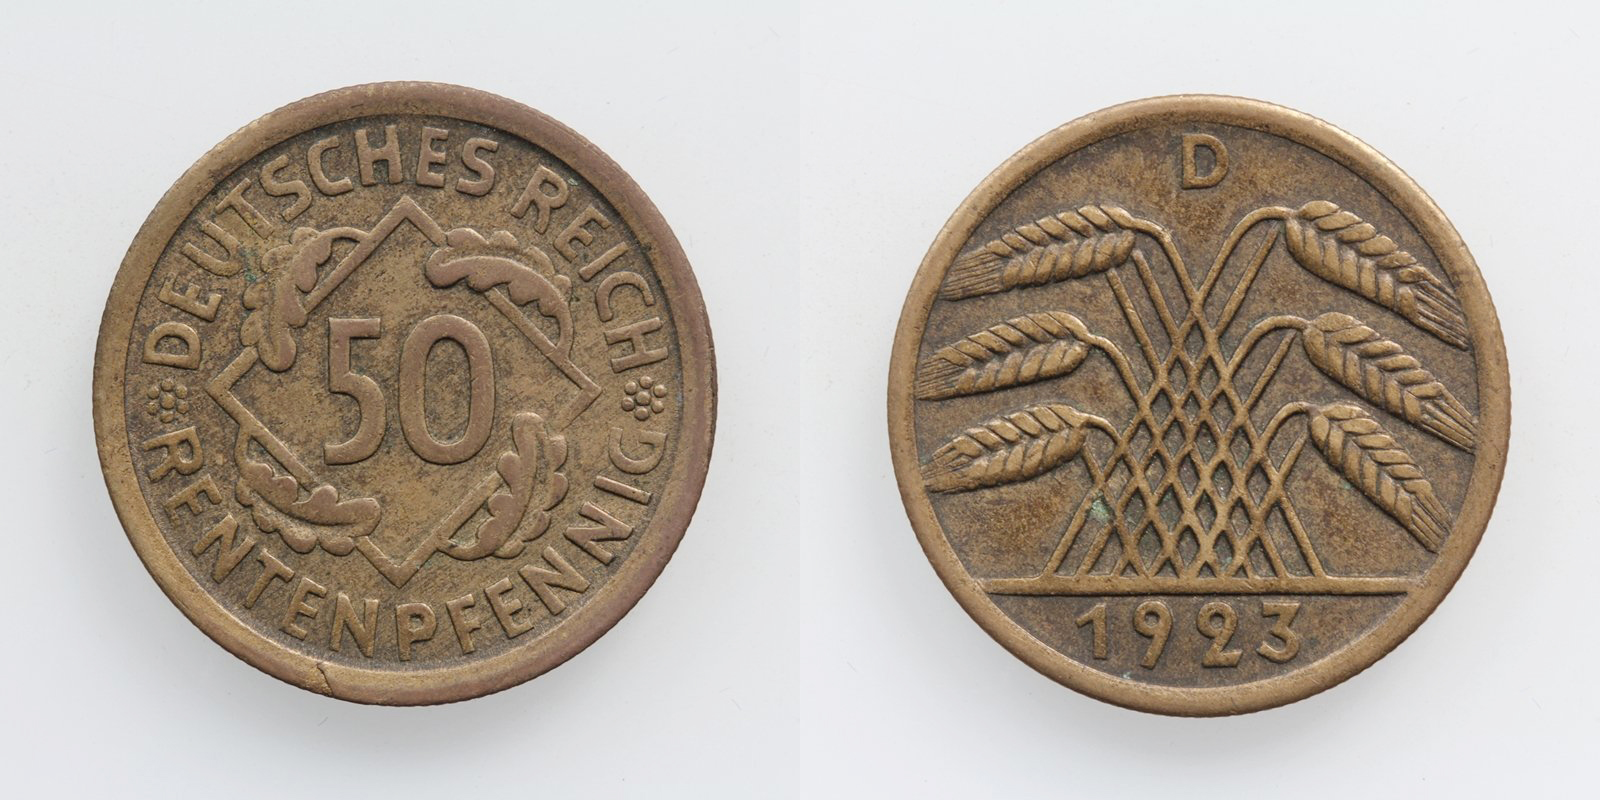 DEUTSCHES REICH
50
RENTENPFENNIG
D
1923